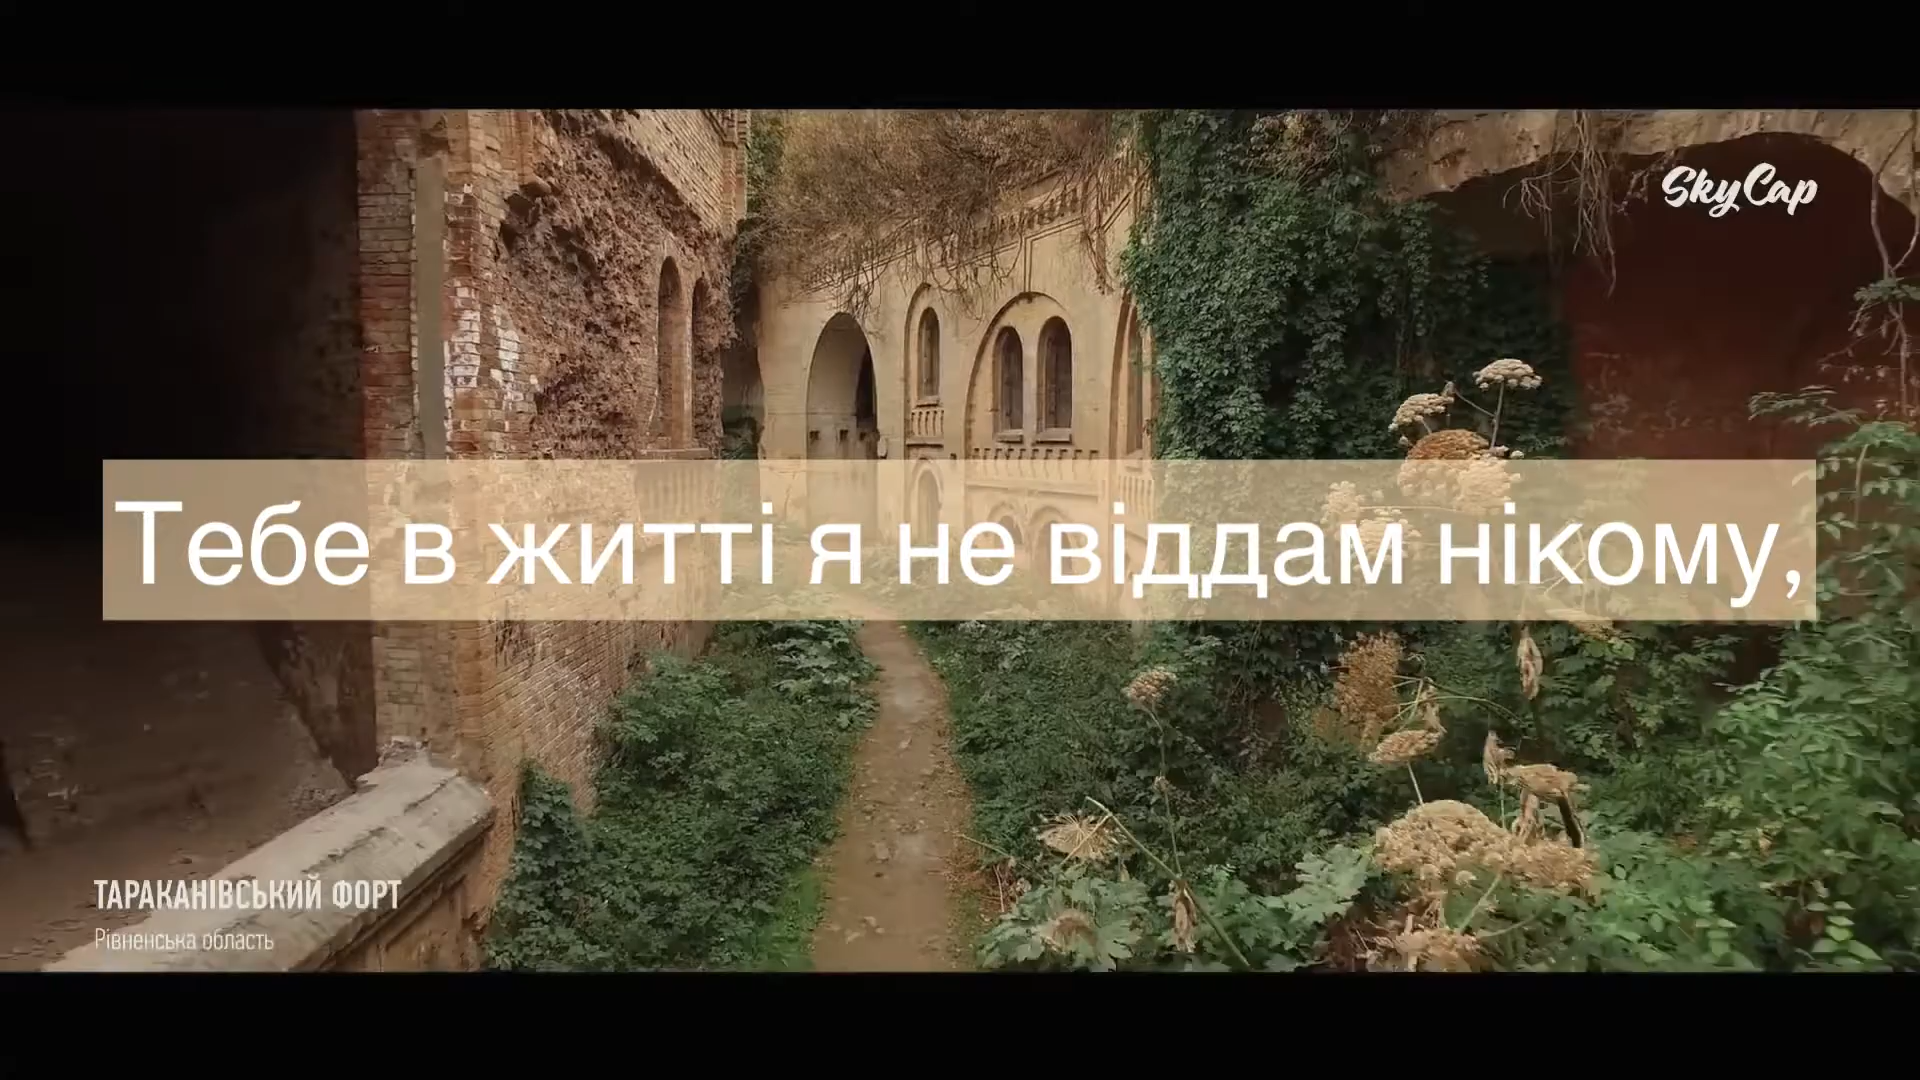 SkyCap
Тебе в житті я не віддам нікому,
ТАРАКАНІВСЬКИЙ ФОРТ
Рівненська область